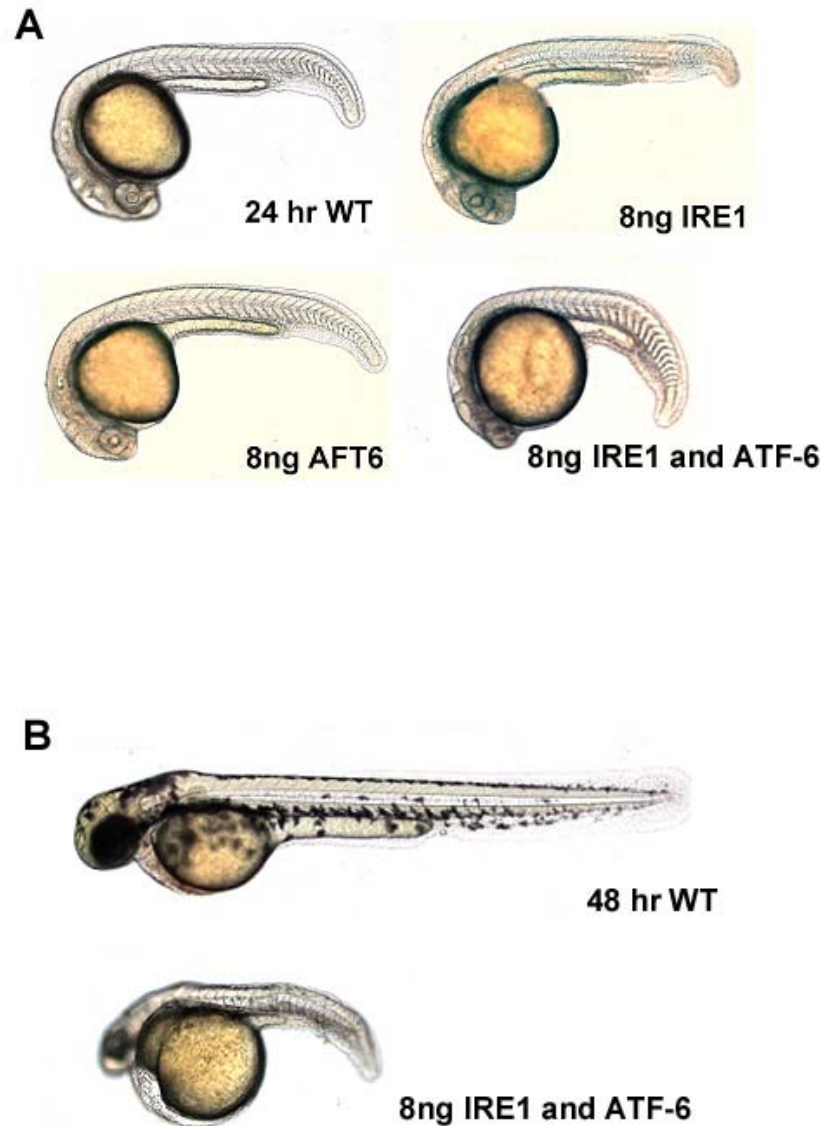 A
24 hr WT
8ng IRE1
8ng AFT6
8ng IRE1 and ATF-6
B
48 hr WT
8ng IRE1 and ATF-6